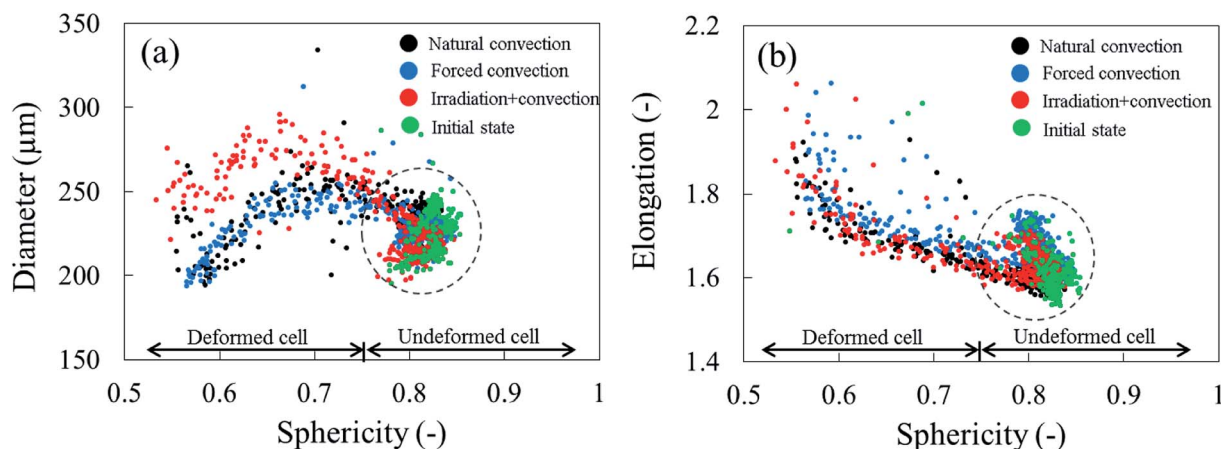 (a)
Natural convection
Forced convection
Irradiation+convection
Initial state
Diameter (μm)
350
300
250
200
150
Deformed cell
Undeformed cell
0.5 0.6 0.7 0.8 0.9 1
Sphericity (-)
(b)
Natural convection
Forced convection
Irradiation+convection
Initial state
Elongation (-)
2.2
2
1.8
1.6
1.4
Deformed cell
Undeformed cell
0.5 0.6 0.7 0.8 0.9 1
Sphericity (-)